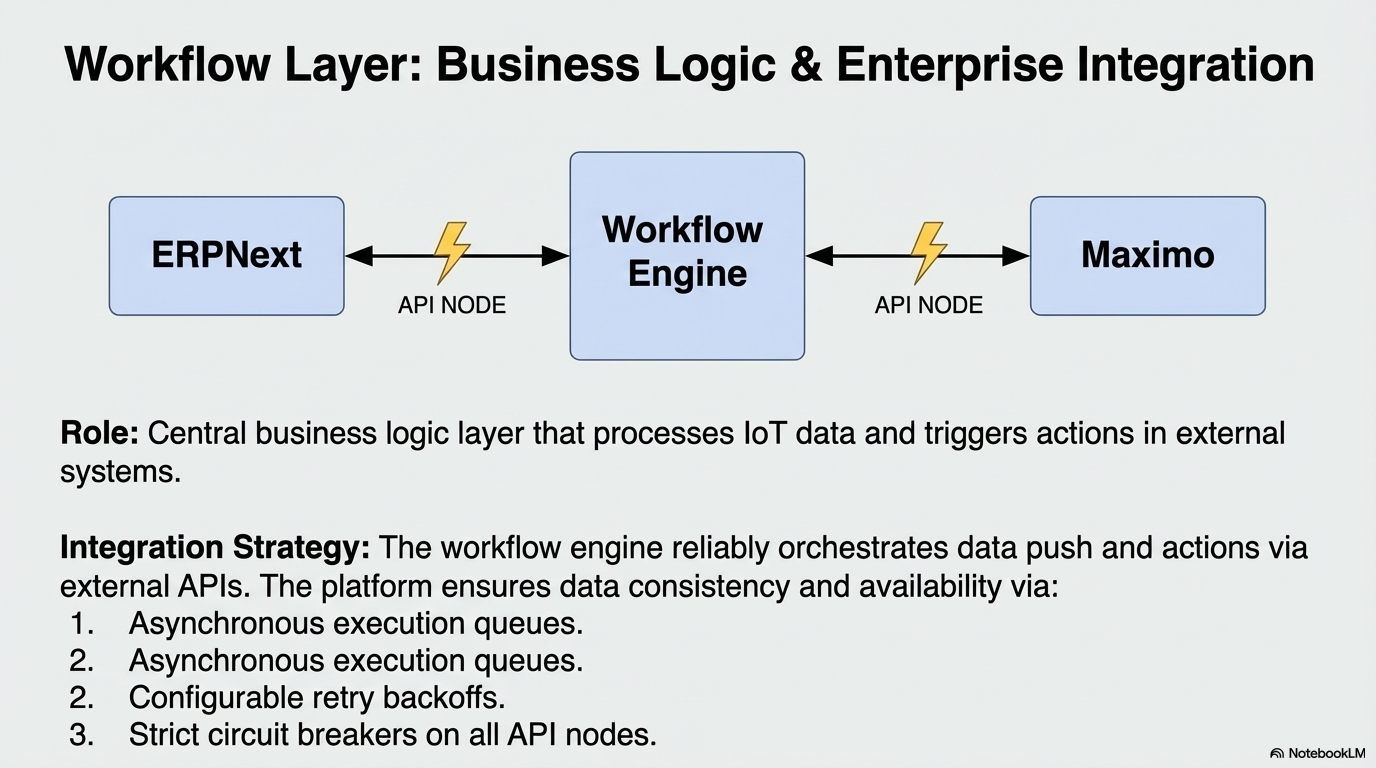 Workflow Layer: Business Logic & Enterprise Integration
ERPNext
API NODE
Workflow
Engine
API NODE
Maximo
Role: Central business logic layer that processes IoT data and triggers actions in external
systems.
Integration Strategy: The workflow engine reliably orchestrates data push and actions via
external APIs. The platform ensures data consistency and availability via:
1. Asynchronous execution queues.
2. Asynchronous execution queues.
2. Configurable retry backoffs.
3. Strict circuit breakers on all API nodes.
NotebookLM